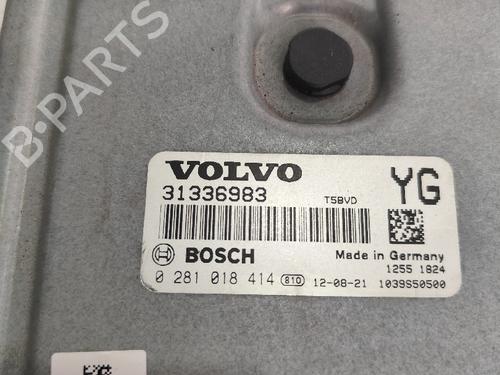 B-PARTS
VOLVO
31336983 T5BVD YG
BOSCH Made in Germany
1255 1824
0 281 018 414 810 12-08-21 1039S50500